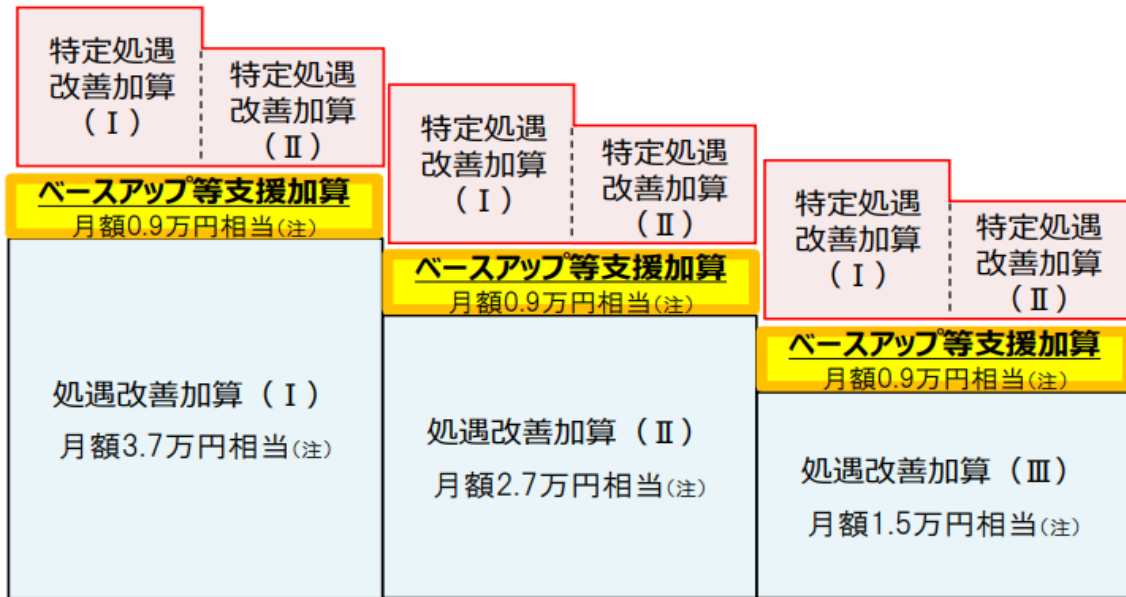 特定処遇
改善加算
（Ⅰ）
特定処遇
改善加算
（Ⅱ）
ベースアップ等支援加算
月額0.9万円相当(注)
処遇改善加算（Ⅰ）
月額3.7万円相当(注)
特定処遇
改善加算
（Ⅰ）
特定処遇
改善加算
（Ⅱ）
ベースアップ等支援加算
月額0.9万円相当(注)
処遇改善加算（Ⅱ）
月額2.7万円相当(注)
特定処遇
改善加算
（Ⅰ）
特定処遇
改善加算
（Ⅱ）
ベースアップ等支援加算
月額0.9万円相当(注)
処遇改善加算（Ⅲ）
月額1.5万円相当(注)